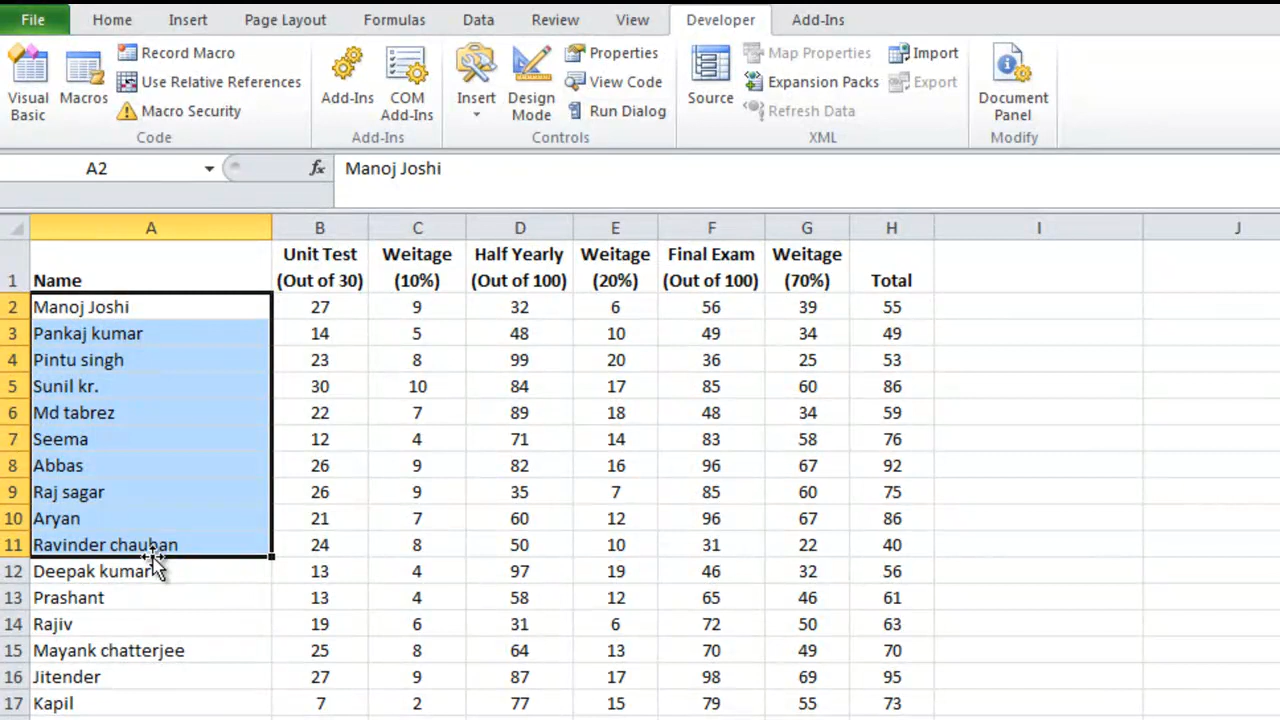 File Home Insert Page Layout Formulas Data Review View Developer Add-Ins
Visual Basic
Macros
Record Macro
Use Relative References
Macro Security
Code
Add-Ins
COM Add-Ins
Add-Ins
Insert
Design Mode
Properties
View Code
Run Dialog
Controls
Source
Map Properties
Expansion Packs
Refresh Data
Import
Export
XML
Document Panel
Modify
A2 fx Manoj Joshi
A B C D E F G H I J
1 Name Unit Test (Out of 30) Weitage (10%) Half Yearly (Out of 100) Weitage (20%) Final Exam (Out of 100) Weitage (70%) Total
2 Manoj Joshi 27 9 32 6 56 39 55
3 Pankaj kumar 14 5 48 10 49 34 49
4 Pintu singh 23 8 99 20 36 25 53
5 Sunil kr. 30 10 84 17 85 60 86
6 Md tabrez 22 7 89 18 48 34 59
7 Seema 12 4 71 14 83 58 76
8 Abbas 26 9 82 16 96 67 92
9 Raj sagar 26 9 35 7 85 60 75
10 Aryan 21 7 60 12 96 67 86
11 Ravinder chauhan 24 8 50 10 31 22 40
12 Deepak kumar 13 4 97 19 46 32 56
13 Prashant 13 4 58 12 65 46 61
14 Rajiv 19 6 31 6 72 50 63
15 Mayank chatterjee 25 8 64 13 70 49 70
16 Jitender 27 9 87 17 98 69 95
17 Kapil 7 2 77 15 79 55 73